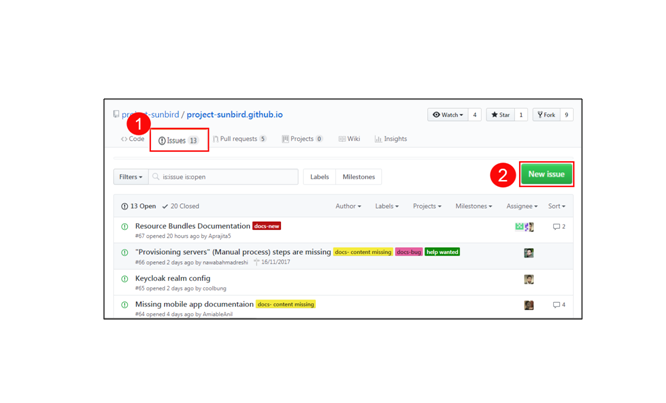 project-sunbird / project-sunbird.github.io
Watch 4 Star 1 Fork 9
1
Code Issues 13 Pull requests 5 Projects 0 Wiki Insights
Filters is:issue is:open Labels Milestones 2 New issue
13 Open 20 Closed Author Labels Projects Milestones Assignee Sort
Resource Bundles Documentation docs-new 2
#67 opened 20 hours ago by Aprajita5
"Provisioning servers" (Manual process) steps are missing docs- content missing docs-bug help wanted
#66 opened 2 days ago by nawabahmadreshi 16/11/2017
Keycloak realm config
#65 opened 2 days ago by coolbung
Missing mobile app documentaion docs- content missing 4
#64 opened 4 days ago by AmiableAnil